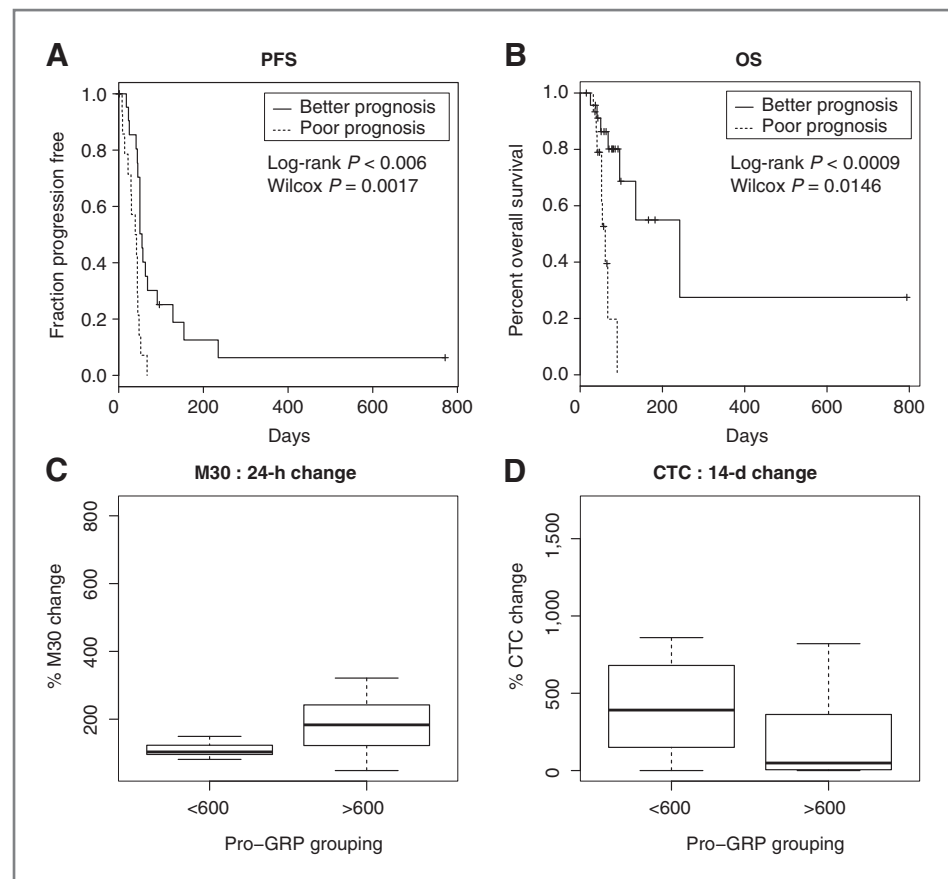 A
PFS
Fraction progression free
1.0
0.8
0.6
0.4
0.2
0.0
Better prognosis
Poor prognosis
Log-rank P < 0.006
Wilcox P = 0.0017
0 200 400 600 800
Days
B
OS
Percent overall survival
1.0
0.8
0.6
0.4
0.2
0.0
Better prognosis
Poor prognosis
Log-rank P < 0.0009
Wilcox P = 0.0146
0 200 400 600 800
Days
C
M30 : 24-h change
% M30 change
800
600
400
200
<600 >600
Pro–GRP grouping
D
CTC : 14-d change
% CTC change
1,500
1,000
500
0
<600 >600
Pro–GRP grouping